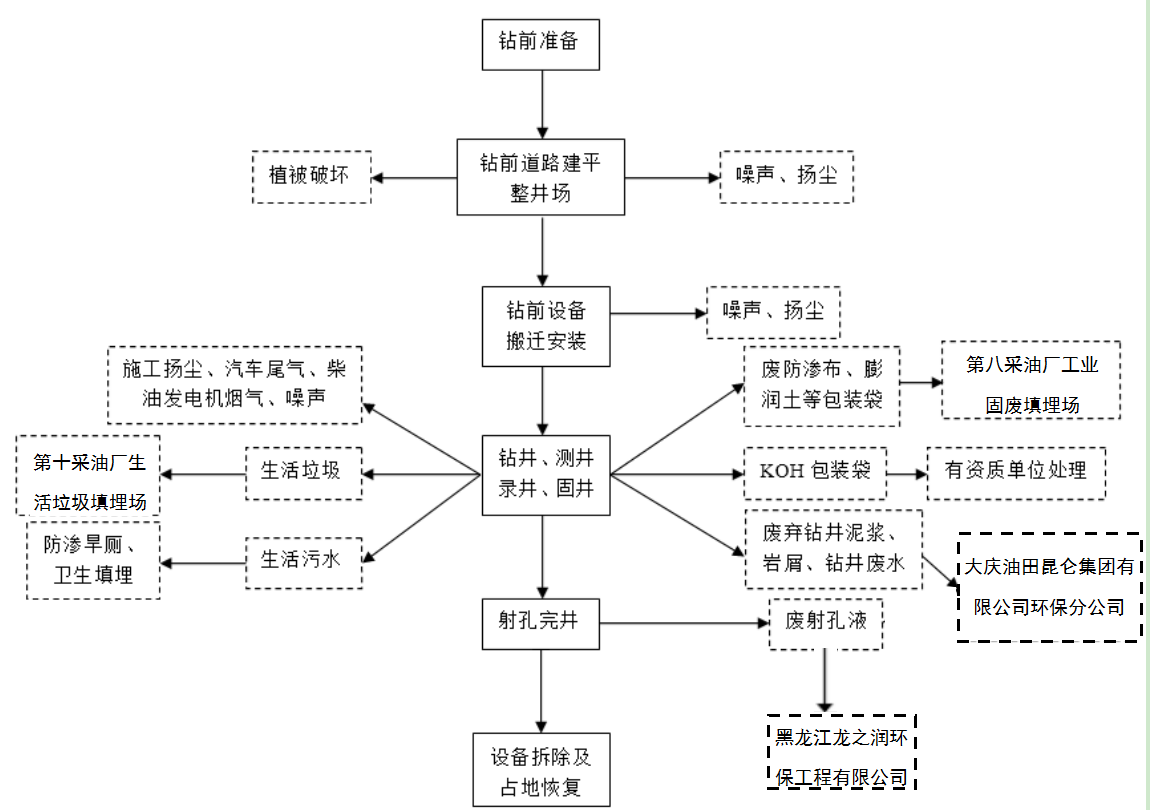 钻前准备
植被破坏
钻前道路建平
整井场
噪声、扬尘
钻前设备
搬迁安装
噪声、扬尘
施工扬尘、汽车尾气、柴
油发电机烟气、噪声
废防渗布、膨
润土等包装袋
第八采油厂工业
固废填埋场
第十采油厂生
活垃圾填埋场
生活垃圾
钻井、测井
录井、固井
KOH 包装袋
有资质单位处理
防渗旱厕、
卫生填埋
生活污水
废弃钻井泥浆、
岩屑、钻井废水
大庆油田昆仑集团有
限公司环保分公司
射孔完井
废射孔液
设备拆除及
占地恢复
黑龙江龙之润环
保工程有限公司